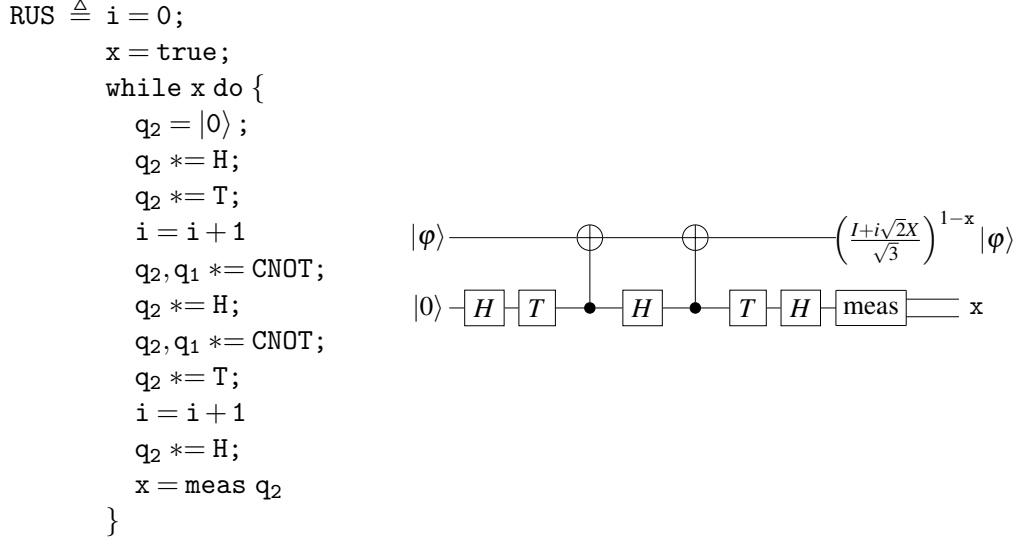 RUS ≜ i = 0;
x = true;
while x do {
q₂ = |0⟩;
q₂ *= H;
q₂ *= T;
i = i + 1
q₂, q₁ *= CNOT;
q₂ *= H;
q₂, q₁ *= CNOT;
q₂ *= T;
i = i + 1
q₂ *= H;
x = meas q₂
}
|φ⟩ ((I+i√2X)/√3)^(1−x) |φ⟩
|0⟩ H T H T H meas x